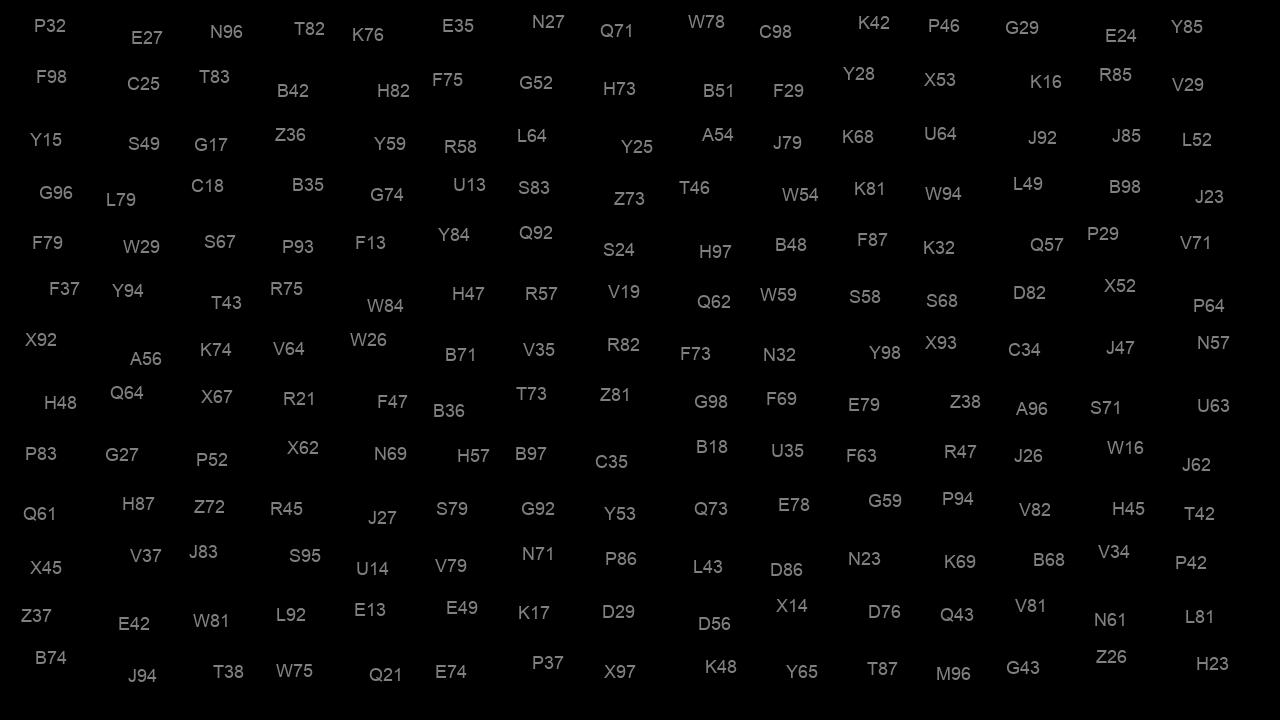 P32 E27 N96 T82 K76 E35 N27 Q71 W78 C98 K42 P46 G29 E24 Y85
F98 C25 T83 B42 H82 F75 G52 H73 B51 F29 Y28 X53 K16 R85 V29
Y15 S49 G17 Z36 Y59 R58 L64 Y25 A54 J79 K68 U64 J92 J85 L52
G96 L79 C18 B35 G74 U13 S83 Z73 T46 W54 K81 W94 L49 B98 J23
F79 W29 S67 P93 F13 Y84 Q92 S24 H97 B48 F87 K32 Q57 P29 V71
F37 Y94 T43 R75 W84 H47 R57 V19 Q62 W59 S58 S68 D82 X52 P64
X92 A56 K74 V64 W26 B71 V35 R82 F73 N32 Y98 X93 C34 J47 N57
H48 Q64 X67 R21 F47 B36 T73 Z81 G98 F69 E79 Z38 A96 S71 U63
P83 G27 P52 X62 N69 H57 B97 C35 B18 U35 F63 R47 J26 W16 J62
Q61 H87 Z72 R45 J27 S79 G92 Y53 Q73 E78 G59 P94 V82 H45 T42
X45 V37 J83 S95 U14 V79 N71 P86 L43 D86 N23 K69 B68 V34 P42
Z37 E42 W81 L92 E13 E49 K17 D29 D56 X14 D76 Q43 V81 N61 L81
B74 J94 T38 W75 Q21 E74 P37 X97 K48 Y65 T87 M96 G43 Z26 H23